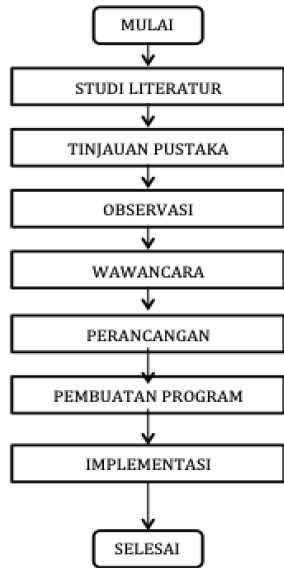 MULAI
STUDI LITERATUR
TINJAUAN PUSTAKA
OBSERVASI
WAWANCARA
PERANCANGAN
PEMBUATAN PROGRAM
IMPLEMENTASI
SELESAI